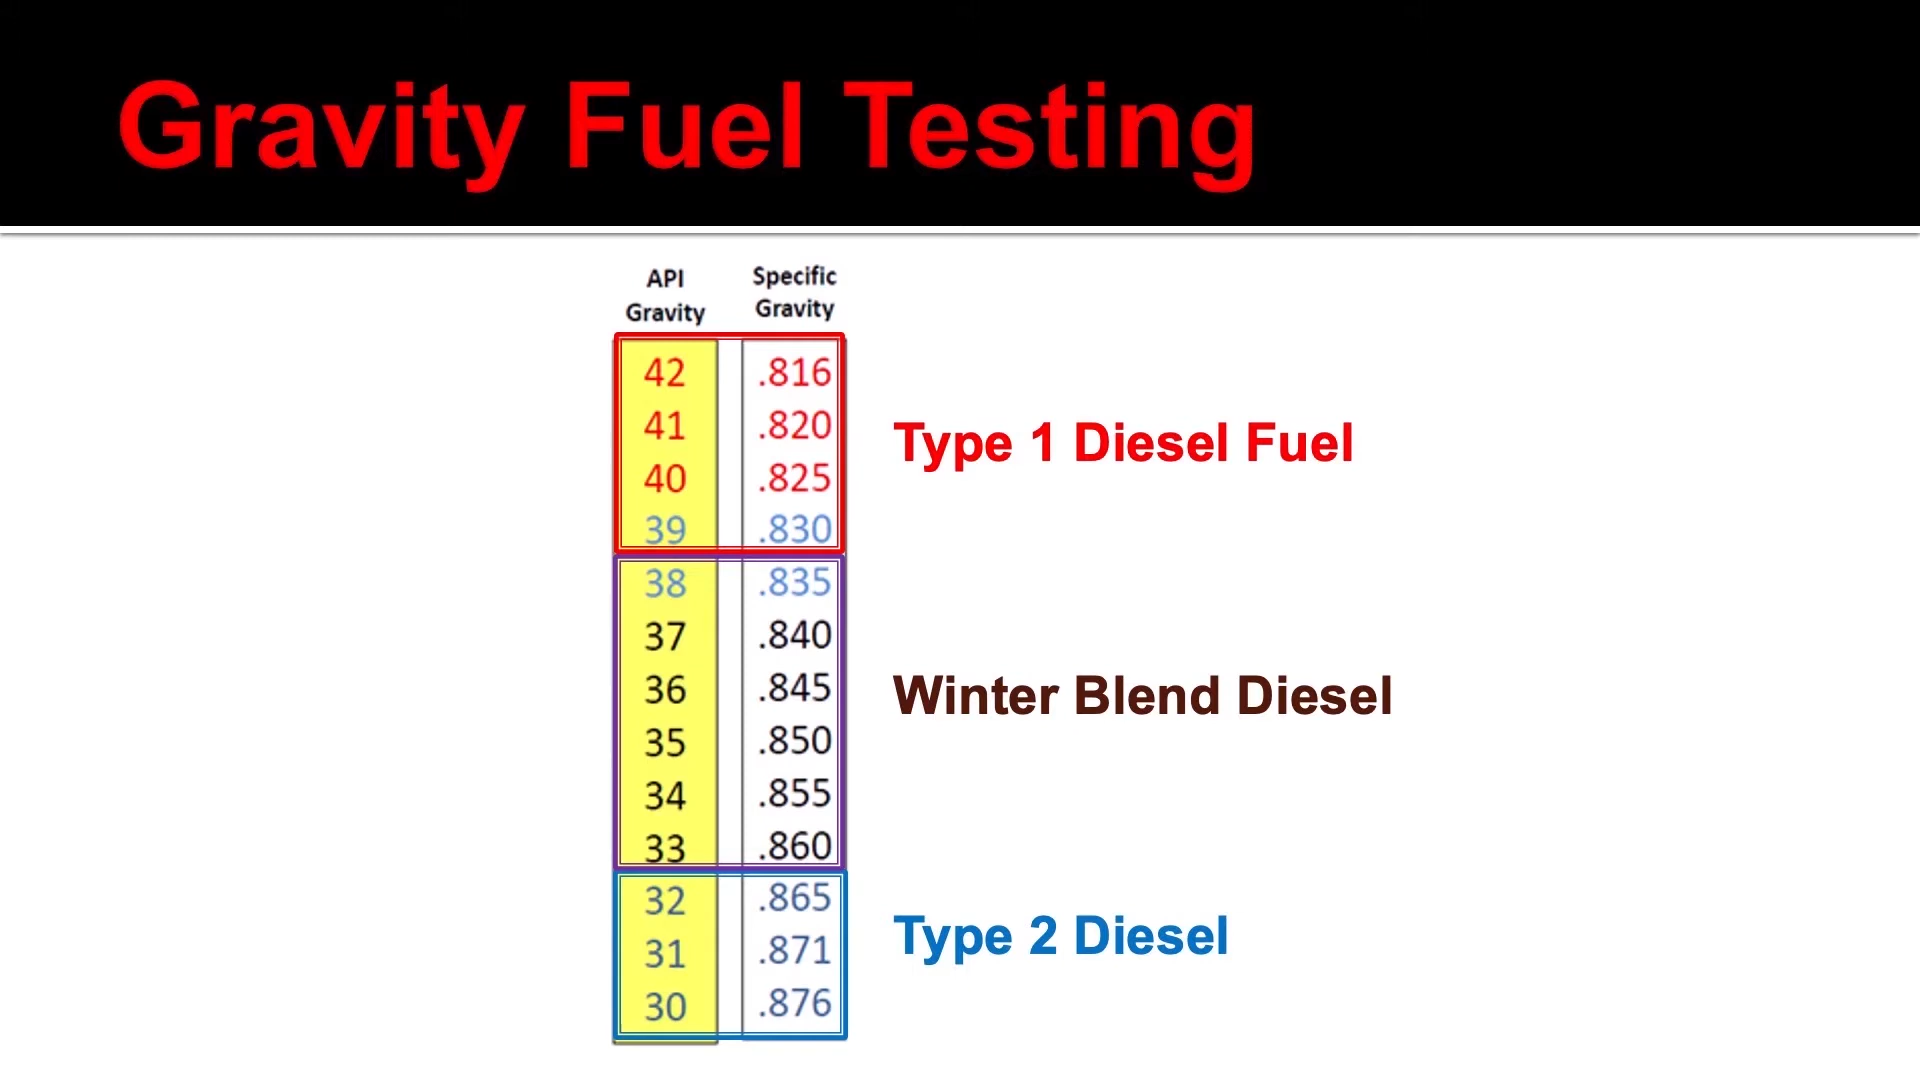 Gravity Fuel Testing
API Gravity
Specific Gravity
42 .816
41 .820
40 .825
39 .830
Type 1 Diesel Fuel
38 .835
37 .840
36 .845
35 .850
34 .855
33 .860
Winter Blend Diesel
32 .865
31 .871
30 .876
Type 2 Diesel